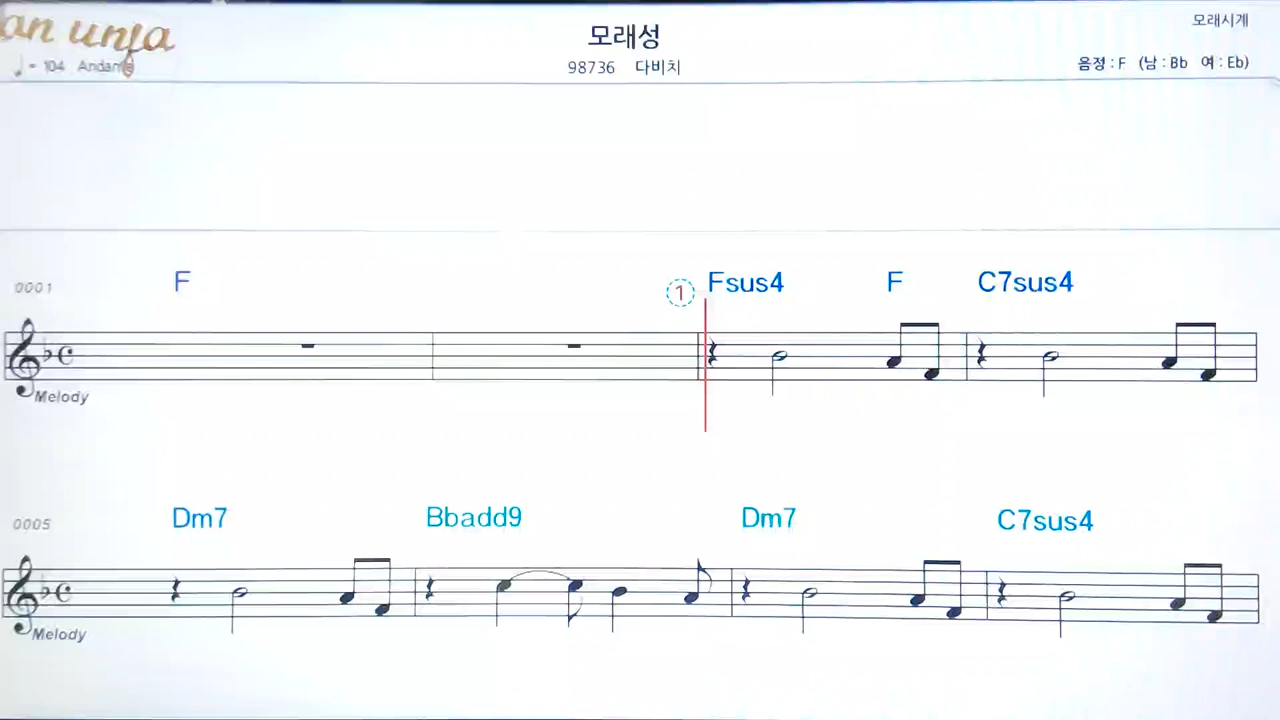 an unja
모래시계
모래성
♩= 104 Andante
98736 다비치
음정 : F (남 : Bb 여 : Eb)
0001 F ① Fsus4 F C7sus4
Melody
0005 Dm7 Bbadd9 Dm7 C7sus4
Melody